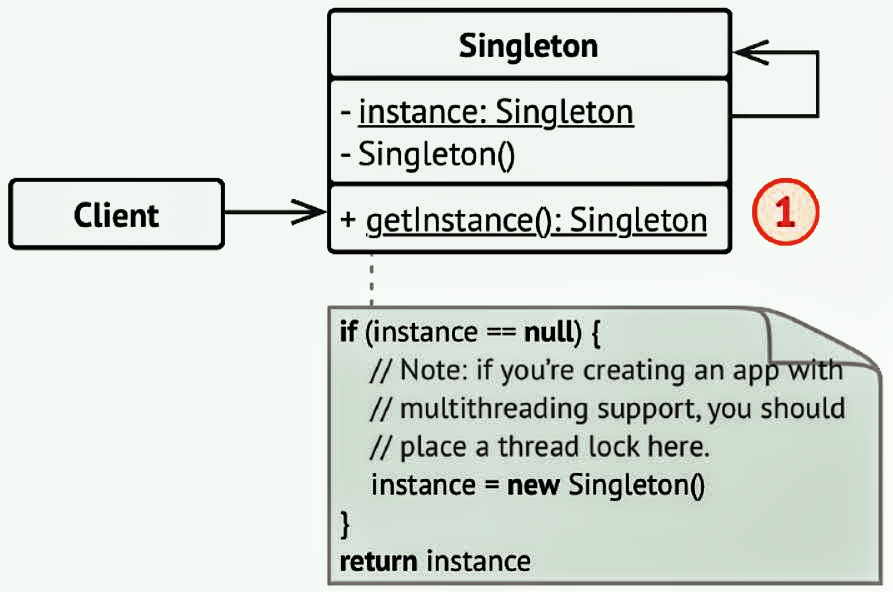 Singleton
- instance: Singleton
- Singleton()
Client
+ getInstance(): Singleton
1
if (instance == null) {
// Note: if you're creating an app with
// multithreading support, you should
// place a thread lock here.
instance = new Singleton()
}
return instance